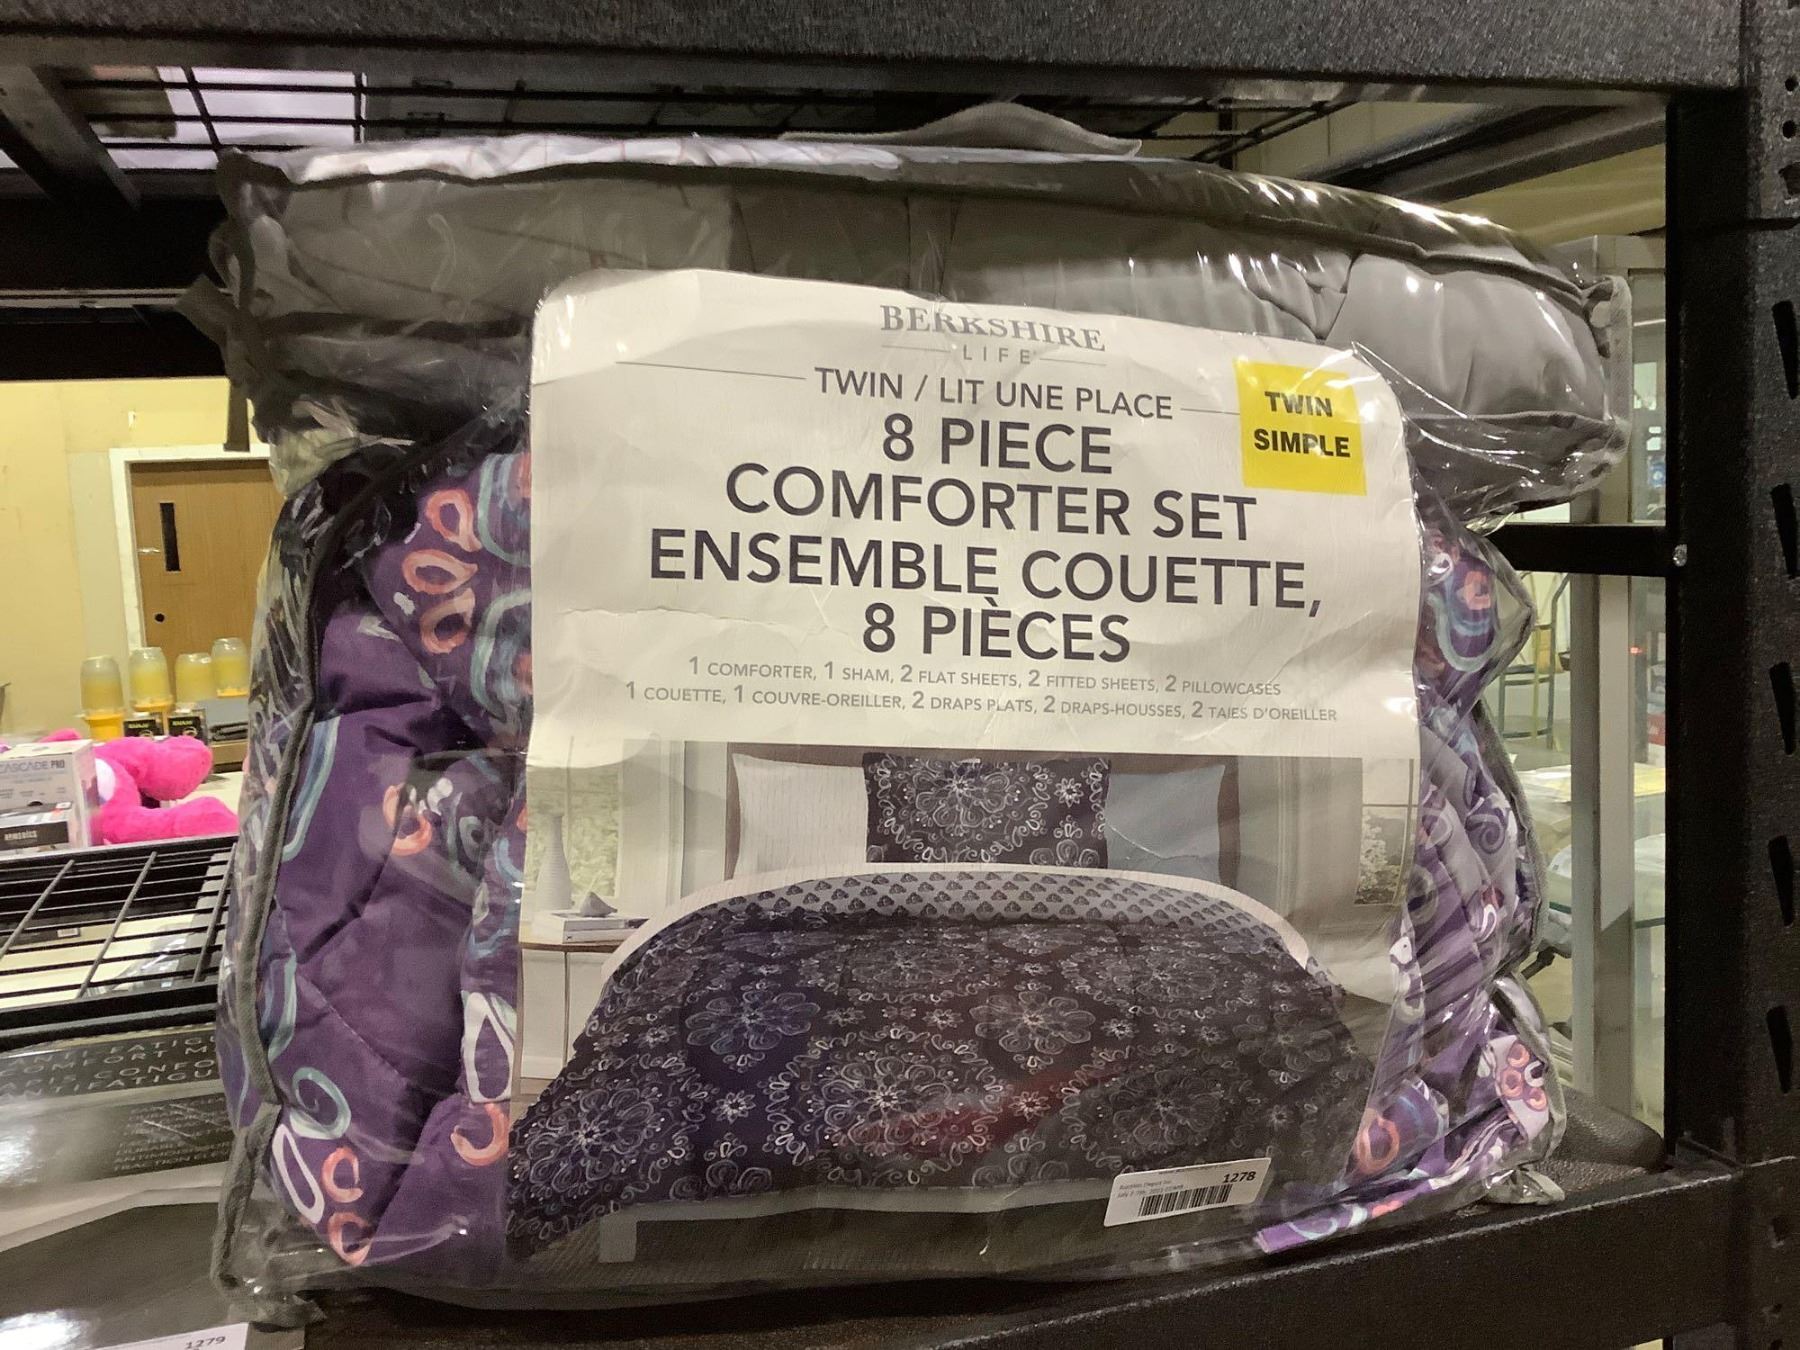 BERKSHIRE
LIFE
TWIN / LIT UNE PLACE
TWIN
SIMPLE
8 PIECE
COMFORTER SET
ENSEMBLE COUETTE,
8 PIÈCES
1 COMFORTER, 1 SHAM, 2 FLAT SHEETS, 2 FITTED SHEETS, 2 PILLOWCASES
1 COUETTE, 1 COUVRE-OREILLER, 2 DRAPS PLATS, 2 DRAPS-HOUSSES, 2 TAIES D'OREILLER
CASCADE PRO
1278
1279